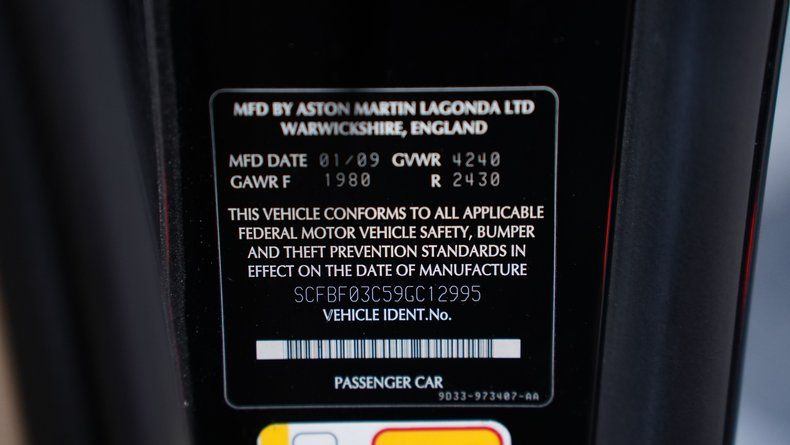 MFD BY ASTON MARTIN LAGONDA LTD
WARWICKSHIRE, ENGLAND
MFD DATE 01/09 GVWR 4240
GAWR F 1980 R 2430
THIS VEHICLE CONFORMS TO ALL APPLICABLE
FEDERAL MOTOR VEHICLE SAFETY, BUMPER
AND THEFT PREVENTION STANDARDS IN
EFFECT ON THE DATE OF MANUFACTURE
SCFBF03C59GC12995
VEHICLE IDENT.No.
PASSENGER CAR
9D33-973407-AA